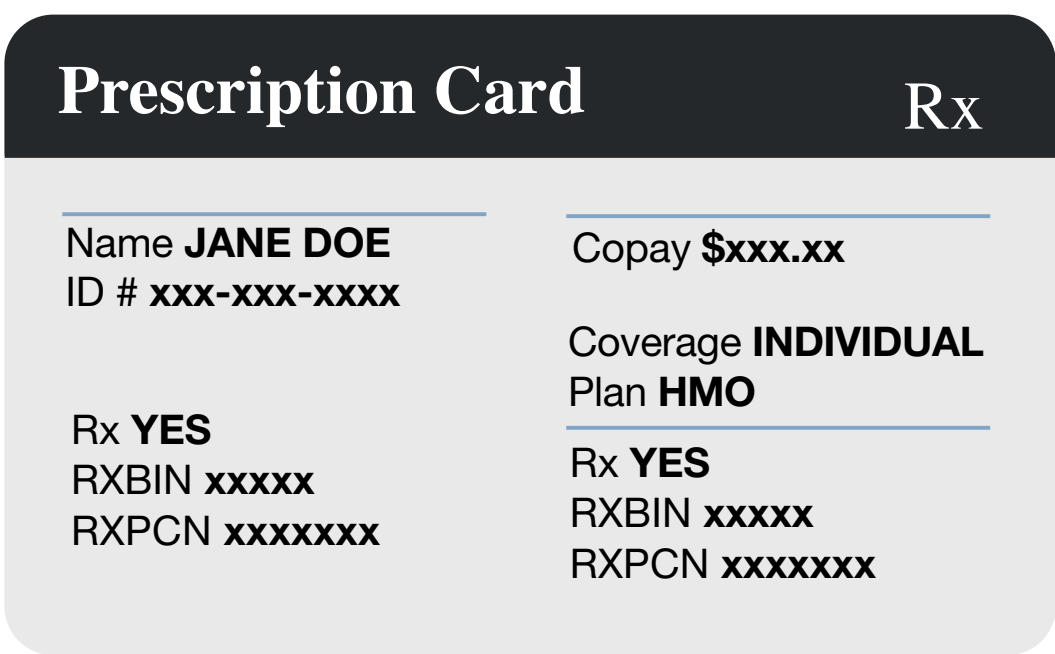 Prescription Card
Rx
Name JANE DOE
ID # xxx-xxx-xxxx
Rx YES
RXBIN xxxxx
RXPCN xxxxxxx
Copay $xxx.xx
Coverage INDIVIDUAL
Plan HMO
Rx YES
RXBIN xxxxx
RXPCN xxxxxxx